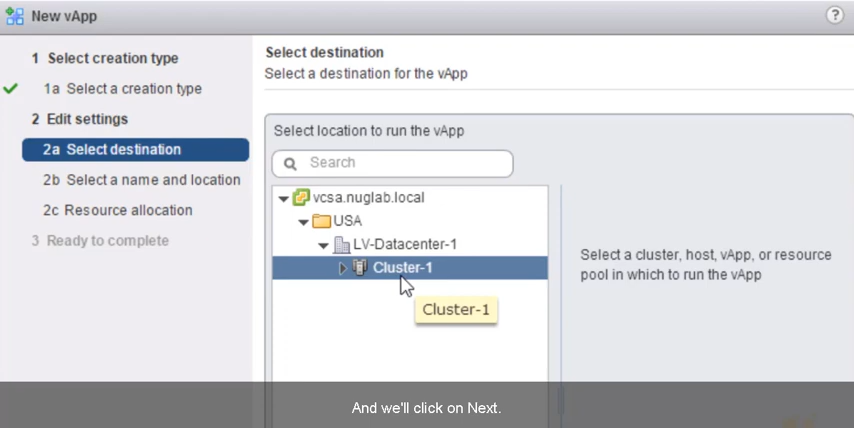 New vApp
?
1 Select creation type
1a Select a creation type
2 Edit settings
2a Select destination
2b Select a name and location
2c Resource allocation
3 Ready to complete
Select destination
Select a destination for the vApp
Select location to run the vApp
Search
vcsa.nuglab.local
USA
LV-Datacenter-1
Cluster-1
Cluster-1
Select a cluster, host, vApp, or resource
pool in which to run the vApp
And we'll click on Next.